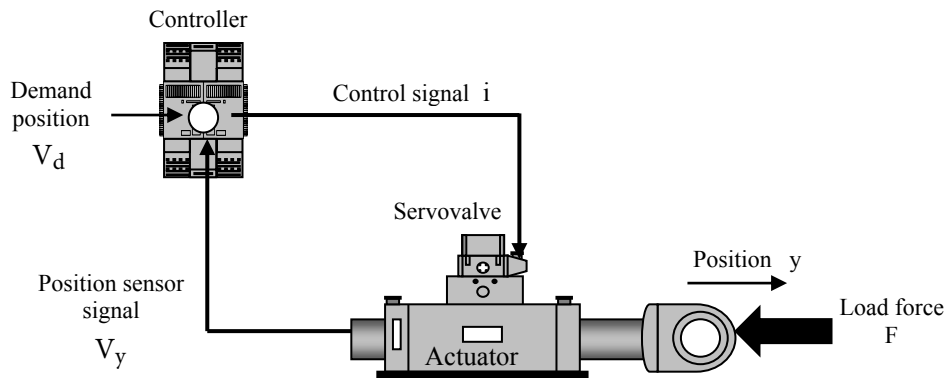 Controller
Demand
position
V_d
Control signal i
Servovalve
Position y
Position sensor
signal
V_y
Load force
F
Actuator